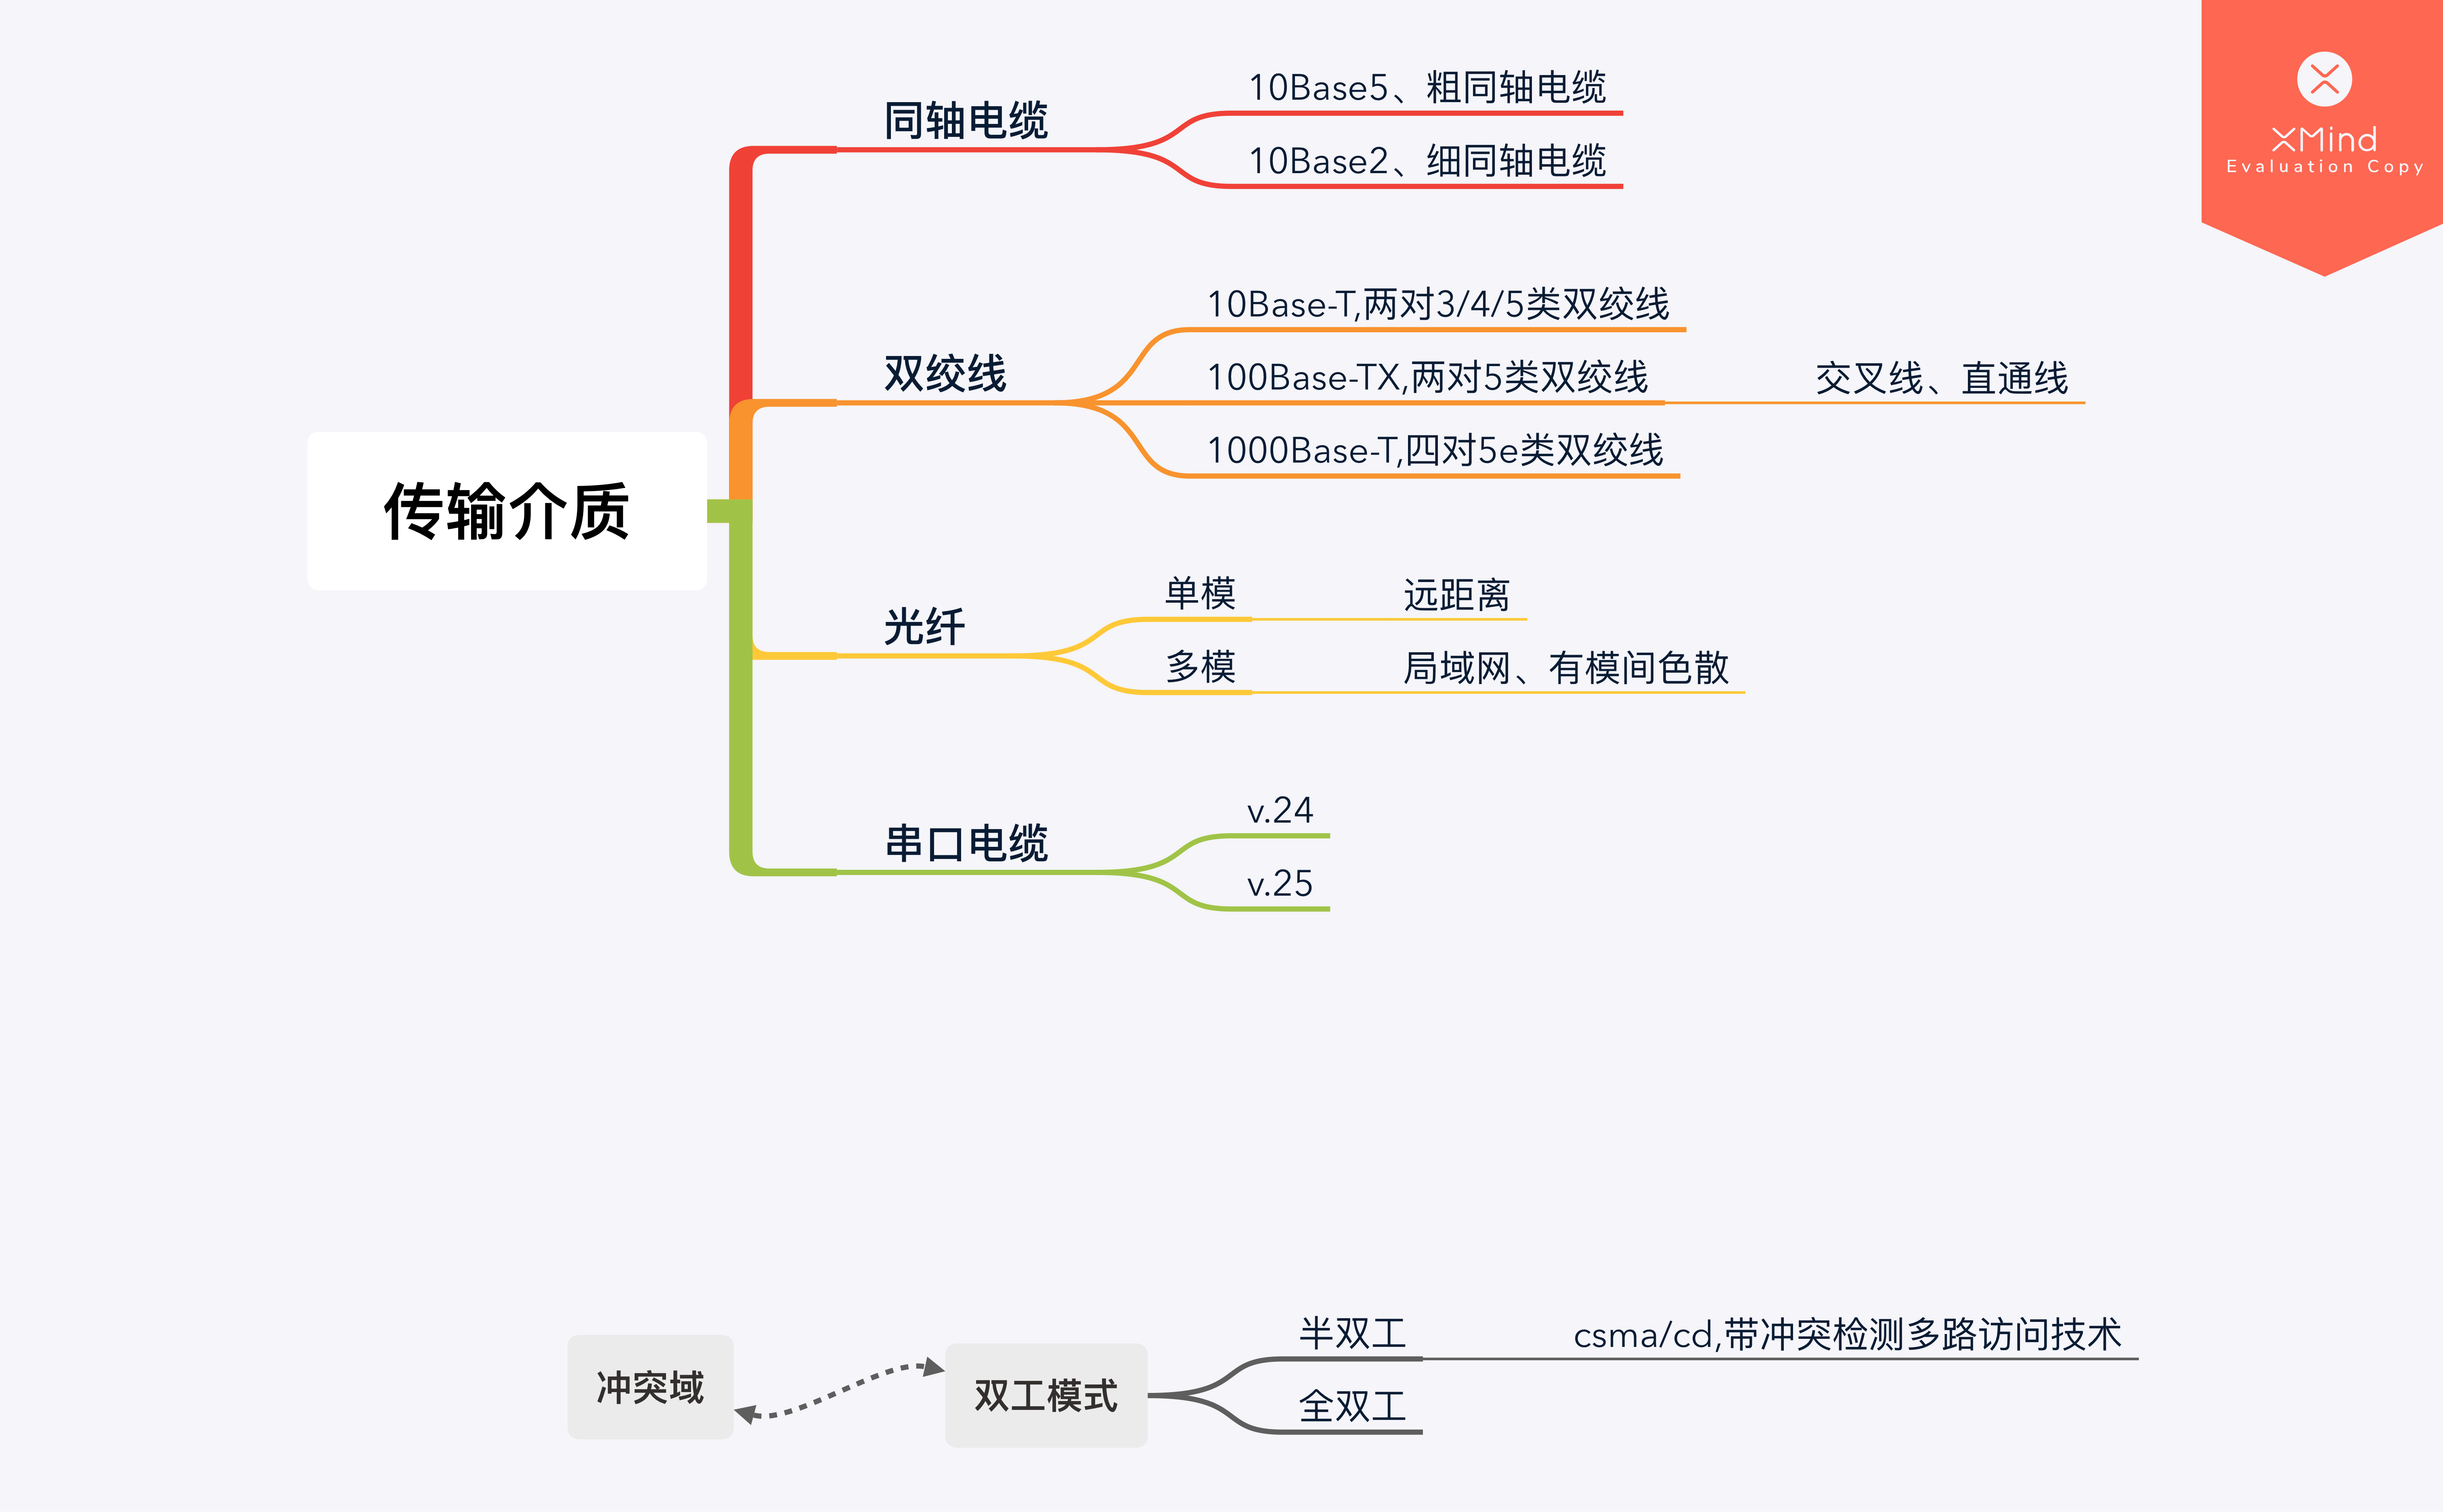 XMind
Evaluation Copy
传输介质
同轴电缆
10Base5、粗同轴电缆
10Base2、细同轴电缆
双绞线
10Base-T,两对3/4/5类双绞线
100Base-TX,两对5类双绞线
交叉线、直通线
1000Base-T,四对5e类双绞线
光纤
单模
远距离
多模
局域网、有模间色散
串口电缆
v.24
v.25
冲突域
双工模式
半双工
csma/cd,带冲突检测多路访问技术
全双工